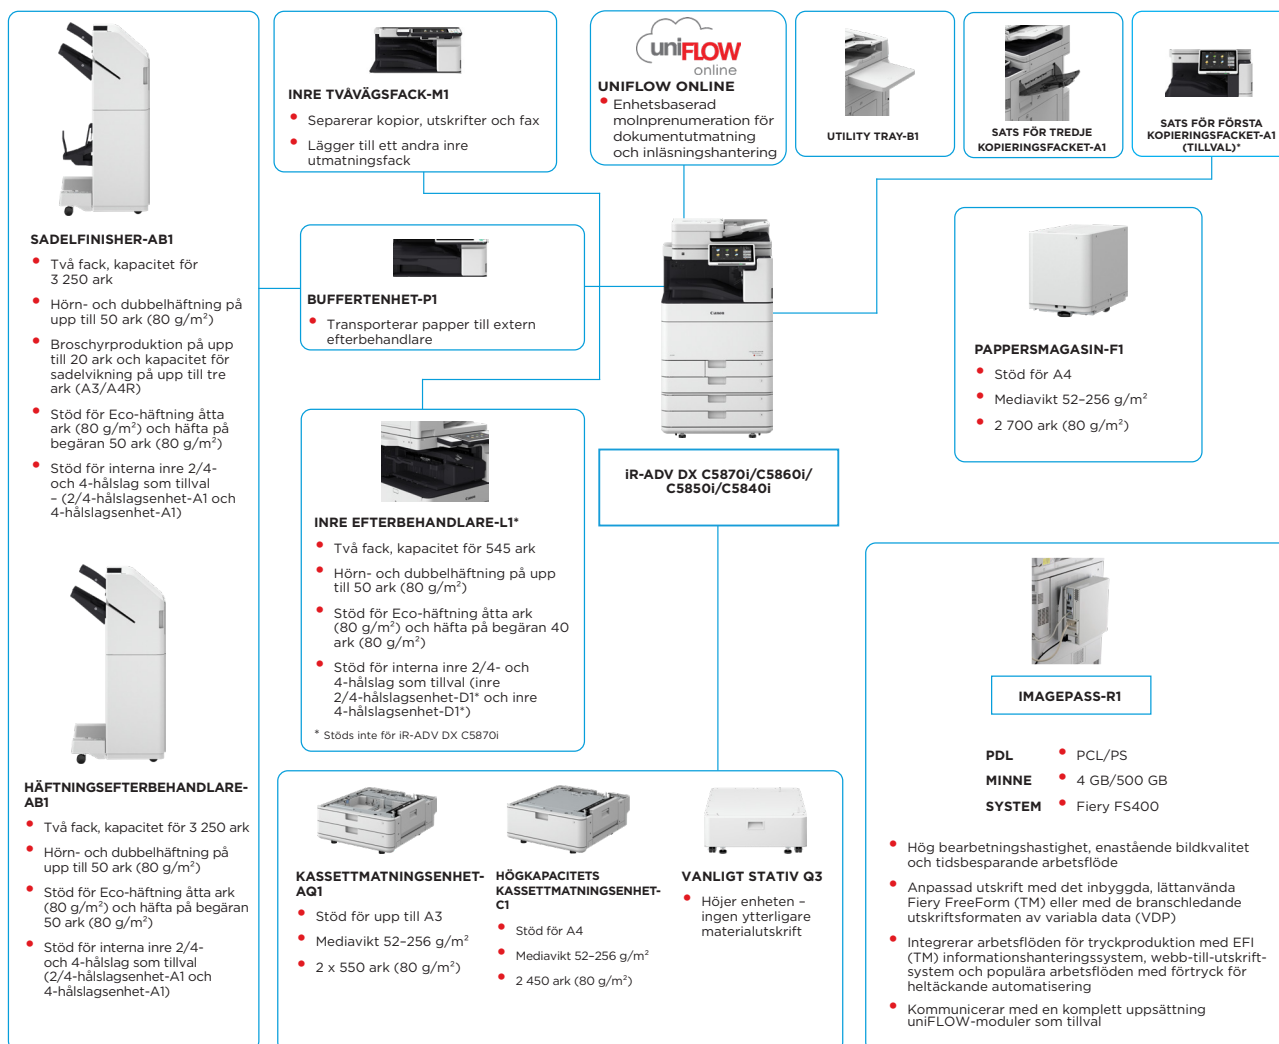 SADELFINISHER-AB1
• Två fack, kapacitet för
3 250 ark
• Hörn- och dubbelhäftning på
upp till 50 ark (80 g/m²)
• Broschyrproduktion på upp
till 20 ark och kapacitet för
sadelvikning på upp till tre
ark (A3/A4R)
• Stöd för Eco-häftning åtta
ark (80 g/m²) och häfta på
begäran 50 ark (80 g/m²)
• Stöd för interna inre 2/4-
och 4-hålslag som tillval
– (2/4-hålslagsenhet-A1 och
4-hålslagsenhet-A1)
HÄFTNINGSEFTERBEHANDLARE-
AB1
• Två fack, kapacitet för 3 250 ark
• Hörn- och dubbelhäftning på
upp till 50 ark (80 g/m²)
• Stöd för Eco-häftning åtta ark
(80 g/m²) och häfta på begäran
50 ark (80 g/m²)
• Stöd för interna inre 2/4-
och 4-hålslag som tillval
(2/4-hålslagsenhet-A1 och
4-hålslagsenhet-A1)
INRE TVÅVÄGSFACK-M1
• Separerar kopior, utskrifter och fax
• Lägger till ett andra inre
utmatningsfack
uniFLOW
online
UNIFLOW ONLINE
• Enhetsbaserad
molnprenumeration för
dokumentutmatning
och inläsningshantering
UTILITY TRAY-B1
SATS FÖR TREDJE
KOPIERINGSFACKET-A1
SATS FÖR FÖRSTA
KOPIERINGSFACKET-A1
(TILLVAL)*
BUFFERTENHET-P1
• Transporterar papper till extern
efterbehandlare
Canon
PAPPERSMAGASIN-F1
• Stöd för A4
• Mediavikt 52–256 g/m²
• 2 700 ark (80 g/m²)
iR-ADV DX C5870i/C5860i/
C5850i/C5840i
INRE EFTERBEHANDLARE-L1*
• Två fack, kapacitet för 545 ark
• Hörn- och dubbelhäftning på upp
till 50 ark (80 g/m²)
• Stöd för Eco-häftning åtta ark
(80 g/m²) och häfta på begäran 40
ark (80 g/m²)
• Stöd för interna inre 2/4- och
4-hålslag som tillval (inre
2/4-hålslagsenhet-D1* och inre
4-hålslagsenhet-D1*)
* Stöds inte för iR-ADV DX C5870i
KASSETTMATNINGSENHET-
AQ1
• Stöd för upp till A3
• Mediavikt 52–256 g/m²
• 2 x 550 ark (80 g/m²)
HÖGKAPACITETS
KASSETTMATNINGSENHET-
C1
• Stöd för A4
• Mediavikt 52–256 g/m²
• 2 450 ark (80 g/m²)
VANLIGT STATIV Q3
• Höjer enheten –
ingen ytterligare
materialutskrift
IMAGEPASS-R1
PDL • PCL/PS
MINNE • 4 GB/500 GB
SYSTEM • Fiery FS400
• Hög bearbetningshastighet, enastående bildkvalitet
och tidsbesparande arbetsflöde
• Anpassad utskrift med det inbyggda, lättanvända
Fiery FreeForm (TM) eller med de branschledande
utskriftsformaten av variabla data (VDP)
• Integrerar arbetsflöden för tryckproduktion med EFI
(TM) informationshanteringssystem, webb-till-utskrift-
system och populära arbetsflöden med förtryck för
heltäckande automatisering
• Kommunicerar med en komplett uppsättning
uniFLOW-moduler som tillval